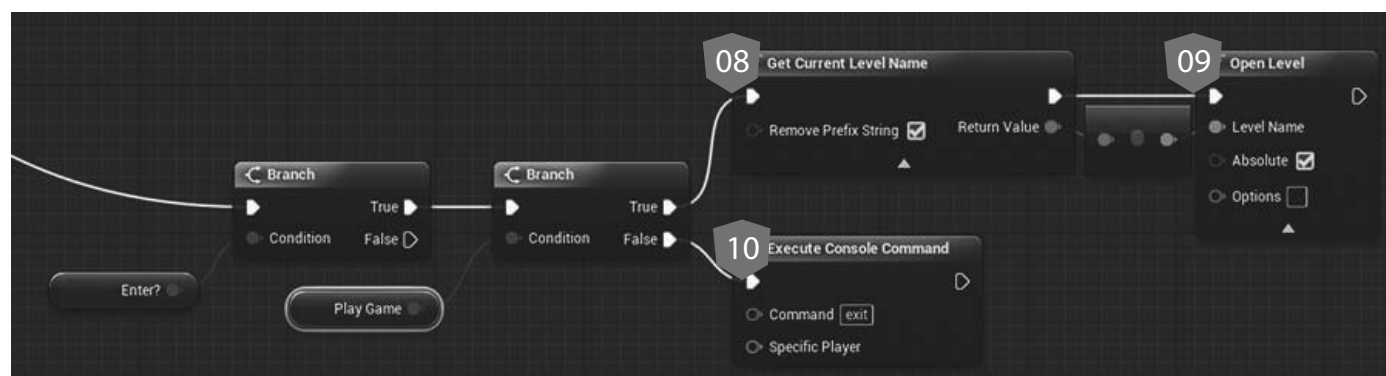 08 Get Current Level Name
Remove Prefix String Return Value
09 Open Level
Level Name
Absolute
Options
Branch
True
Condition False
Enter?
Branch
True
Condition False
Play Game
10 Execute Console Command
Command exit
Specific Player